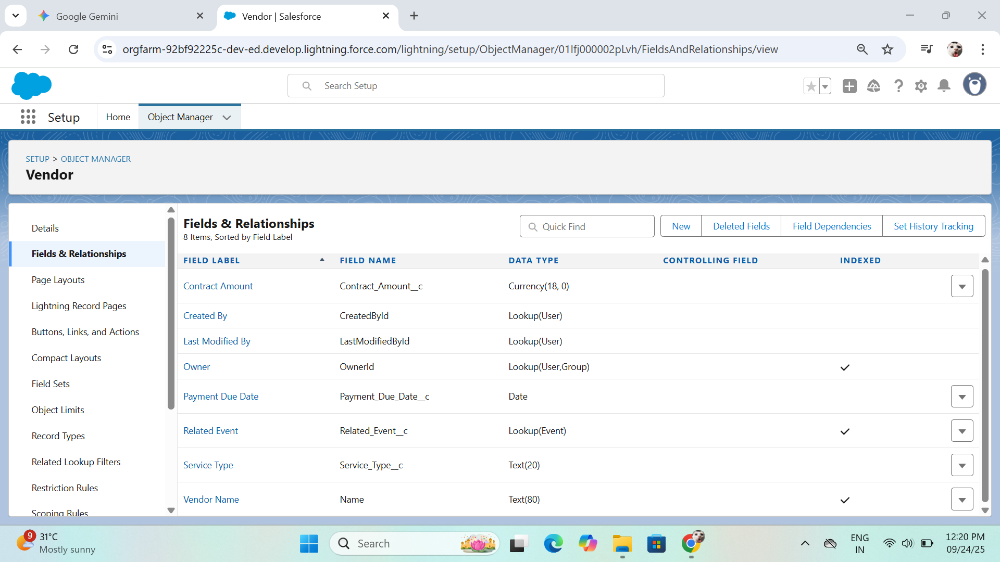 Google Gemini
Vendor | Salesforce
orgfarm-92bf92225c-dev-ed.develop.lightning.force.com/lightning/setup/ObjectManager/01Ifj000002pLvh/FieldsAndRelationships/view
Search Setup
Setup
Home
Object Manager
SETUP > OBJECT MANAGER
Vendor
Details
Fields & Relationships
Page Layouts
Lightning Record Pages
Buttons, Links, and Actions
Compact Layouts
Field Sets
Object Limits
Record Types
Related Lookup Filters
Restriction Rules
Scoping Rules
Fields & Relationships
8 Items, Sorted by Field Label
Quick Find
New
Deleted Fields
Field Dependencies
Set History Tracking
FIELD LABEL FIELD NAME DATA TYPE CONTROLLING FIELD INDEXED
Contract Amount Contract_Amount__c Currency(18, 0)
Created By CreatedById Lookup(User)
Last Modified By LastModifiedById Lookup(User)
Owner OwnerId Lookup(User,Group)
Payment Due Date Payment_Due_Date__c Date
Related Event Related_Event__c Lookup(Event)
Service Type Service_Type__c Text(20)
Vendor Name Name Text(80)
9
31°C
Mostly sunny
Search
ENG
IN
12:20 PM
09/24/25